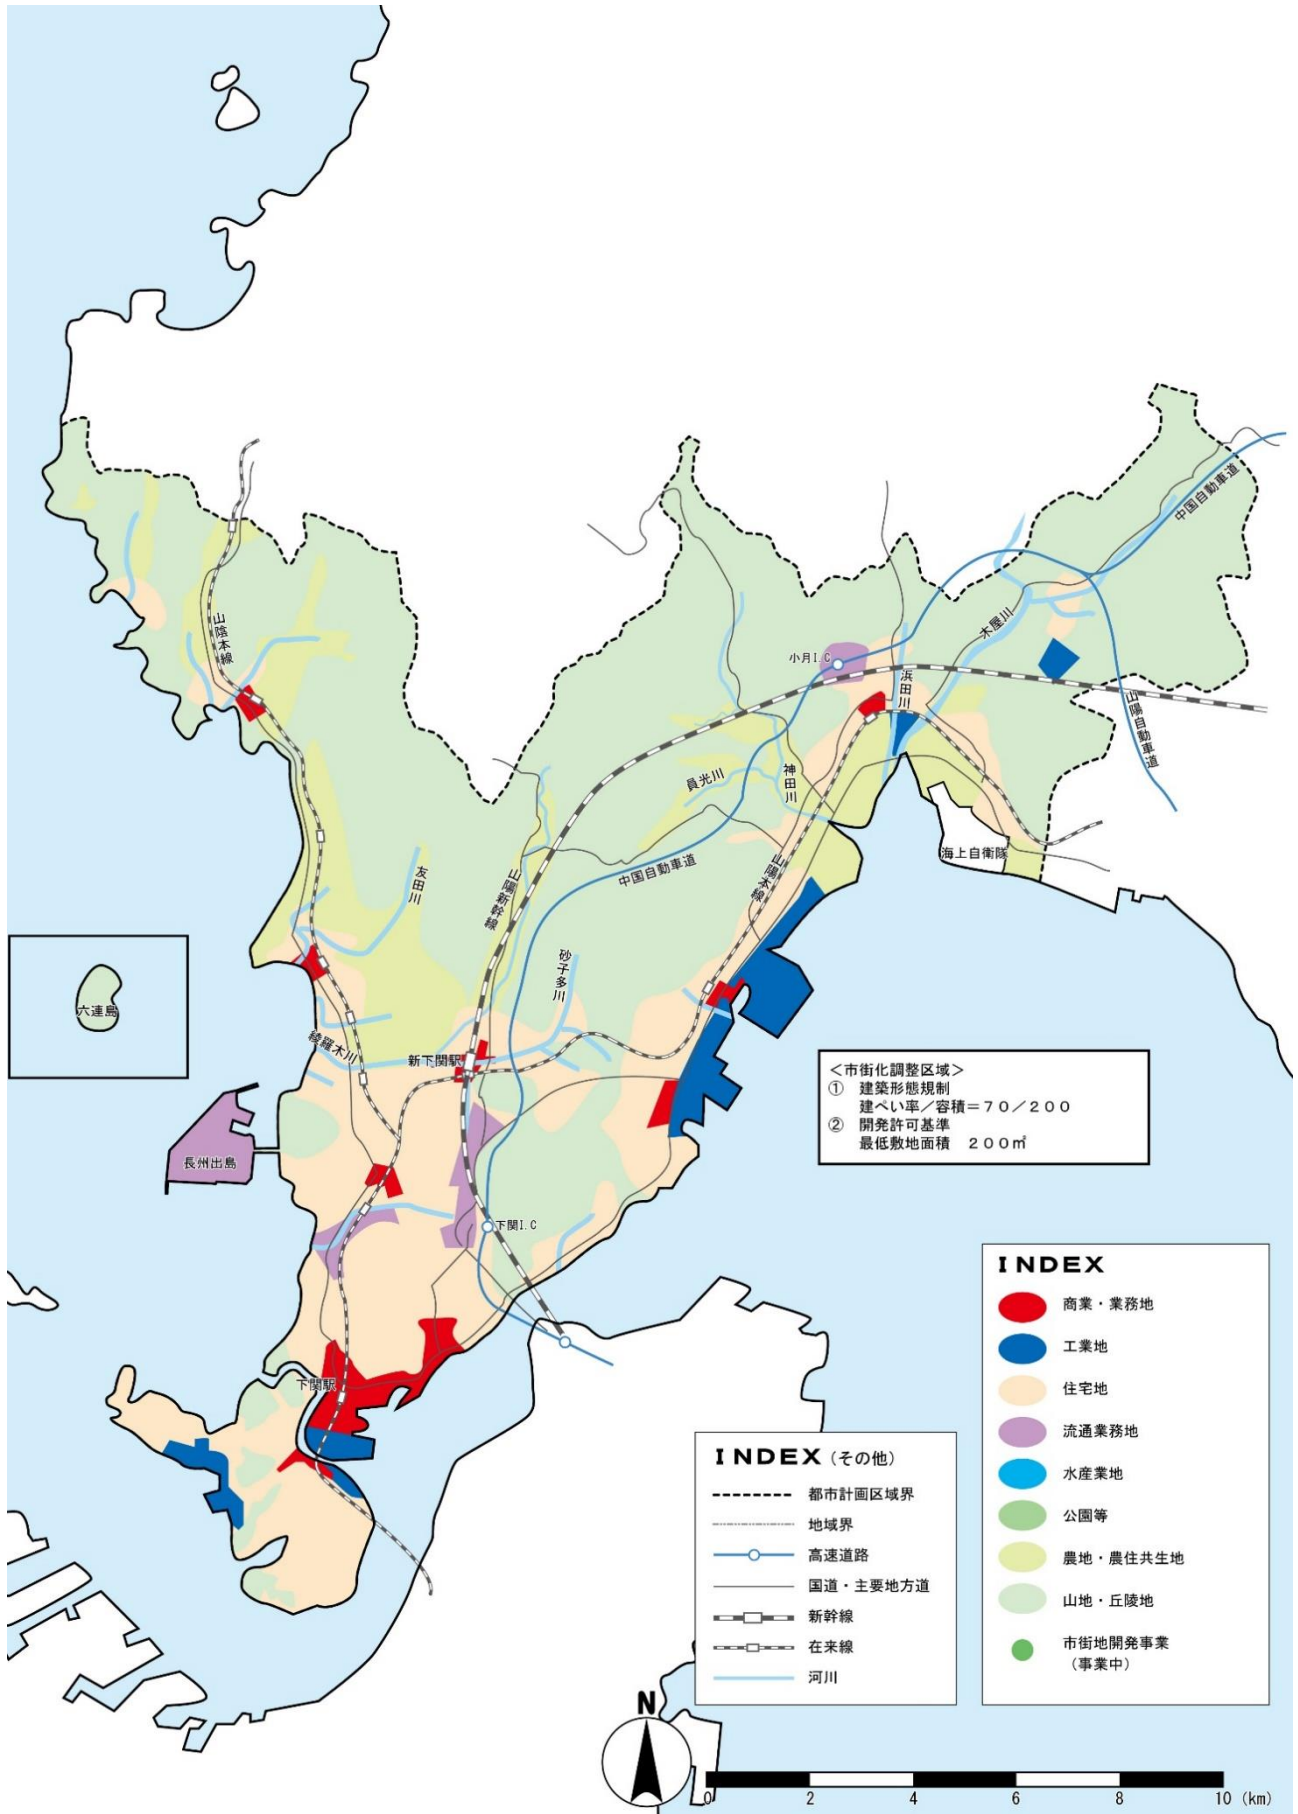 中国自動車道
山陰本線
木屋川
小月I.C
浜田川
山陽自動車道
神田川
員光川
海上自衛隊
中国自動車道
山陽本線
山陽新幹線
友田川
砂子多川
六連島
綾羅木川
新下関駅
＜市街化調整区域＞
① 建築形態規制
建ぺい率／容積＝７０／２００
② 開発許可基準
最低敷地面積 ２００㎡
長州出島
下関I.C
下関駅
INDEX
商業・業務地
工業地
住宅地
流通業務地
水産業地
公園等
農地・農住共生地
山地・丘陵地
市街地開発事業
（事業中）
INDEX（その他）
都市計画区域界
地域界
高速道路
国道・主要地方道
新幹線
在来線
河川
N
0 2 4 6 8 10 (km)